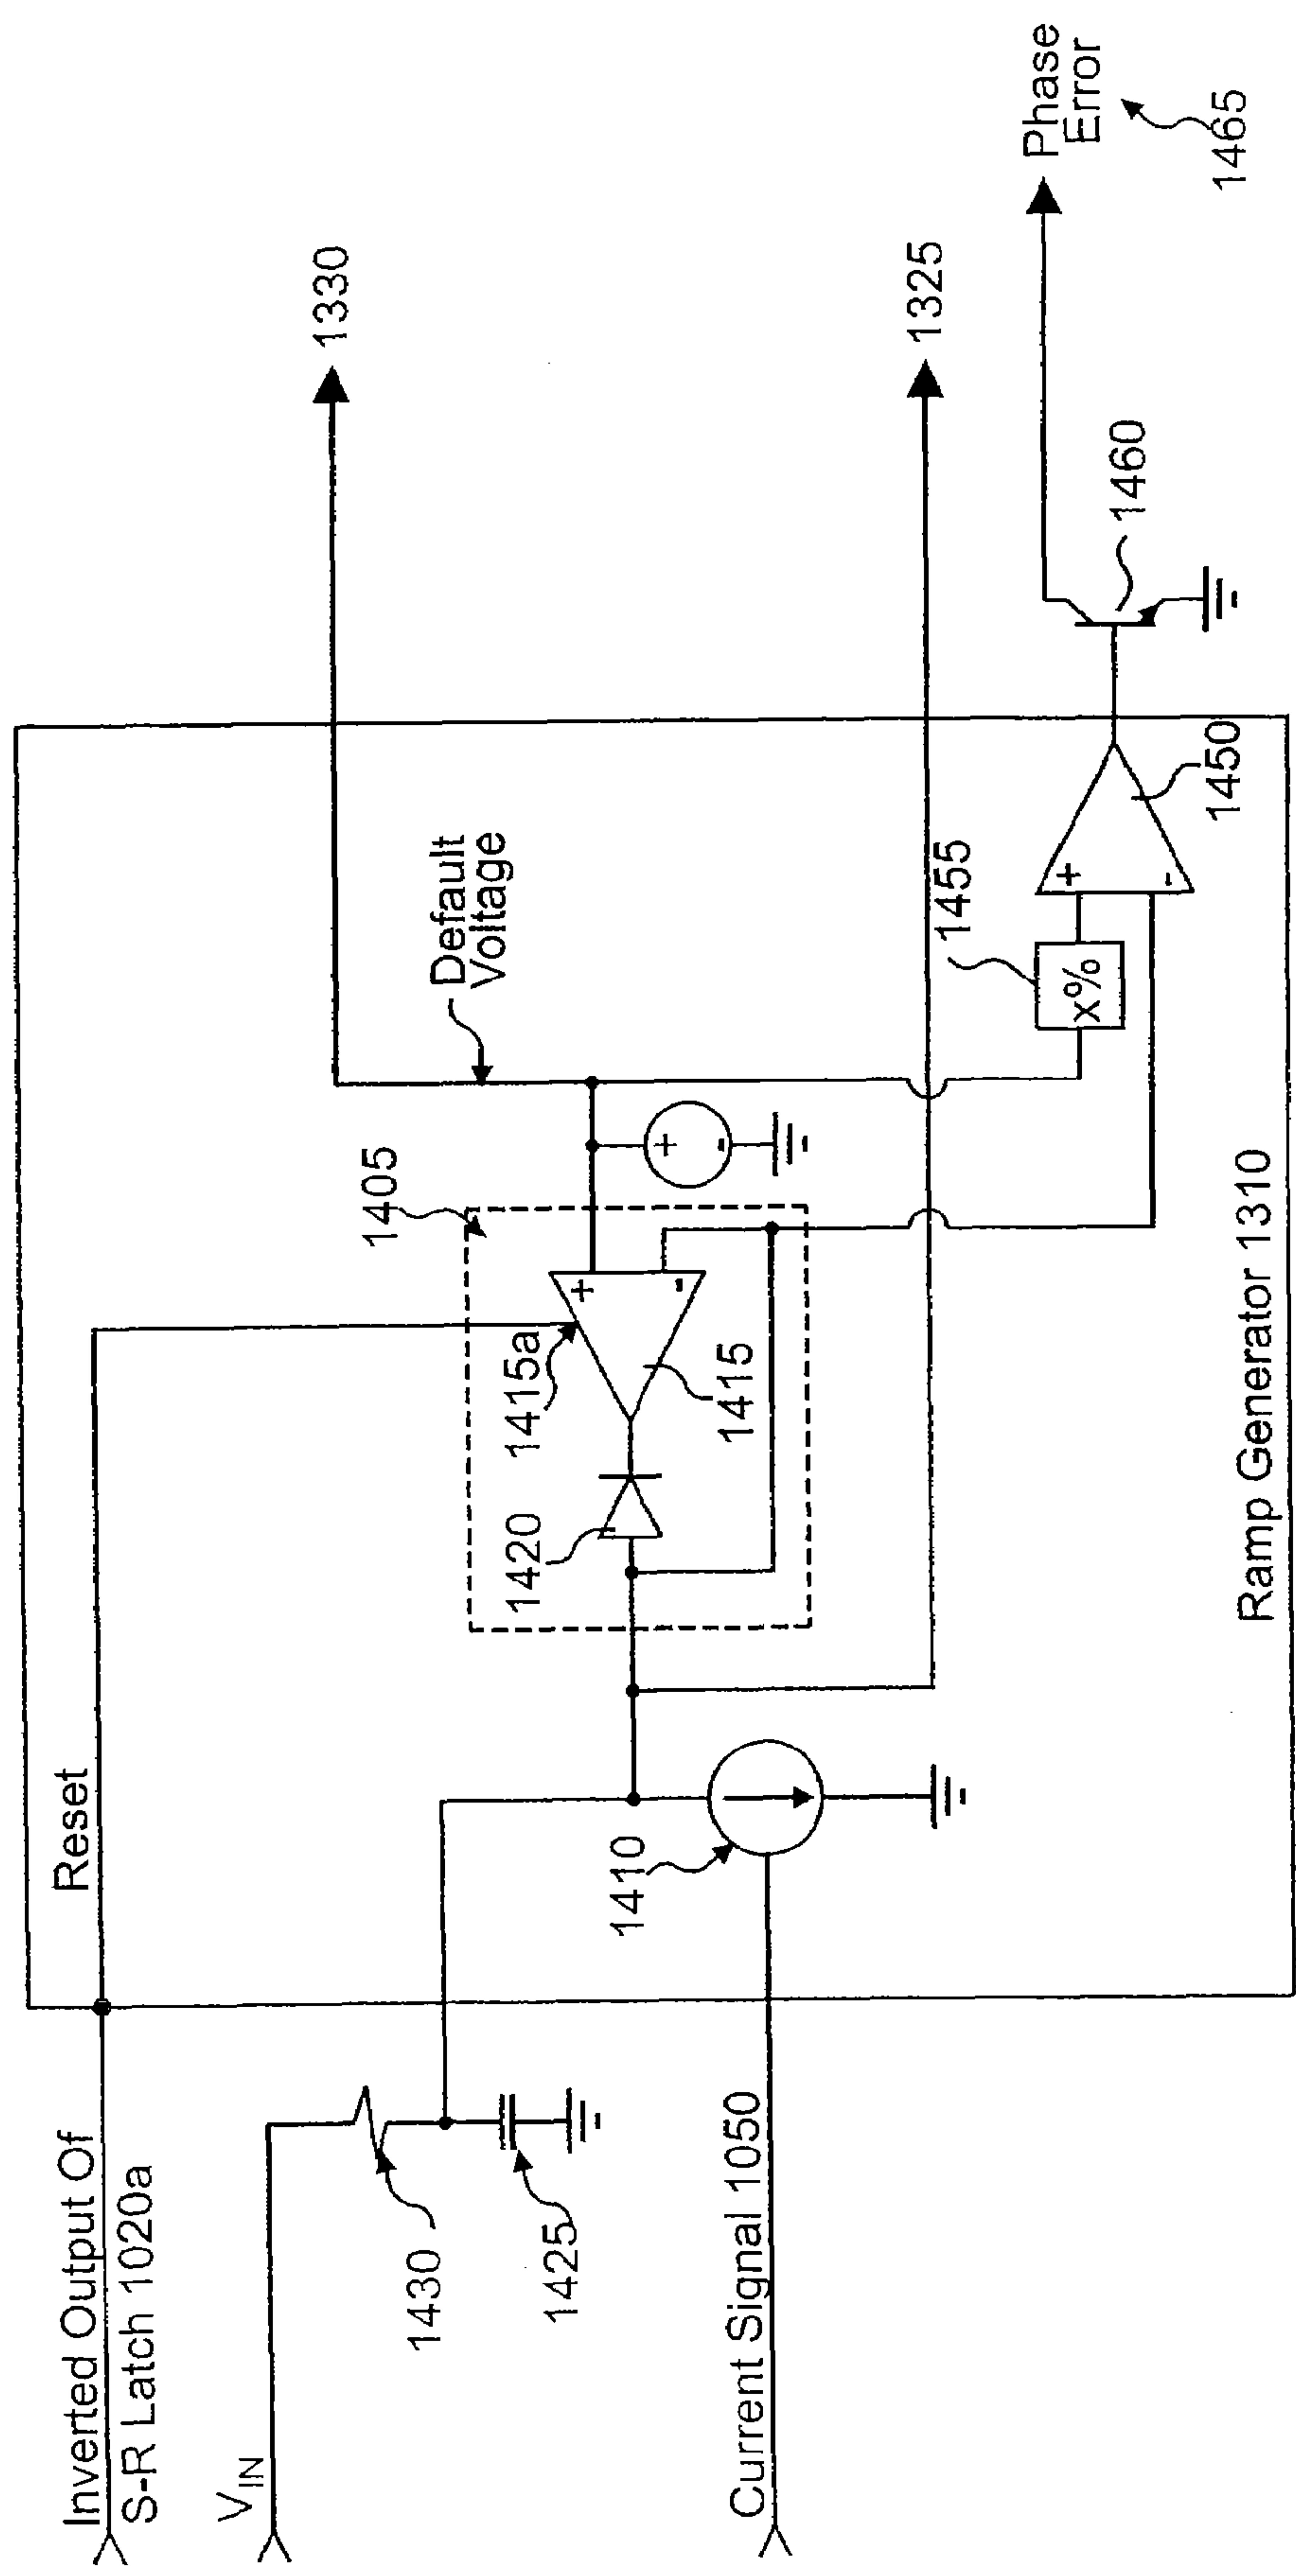 Inverted Output Of
S-R Latch 1020a
Reset
V_IN
1430
1425
Current Signal 1050
1410
1420
1415a
+
-
1415
1405
+
-
Default
Voltage
1330
1325
1455
x%
+
-
1450
1460
Phase
Error
1465
Ramp Generator 1310